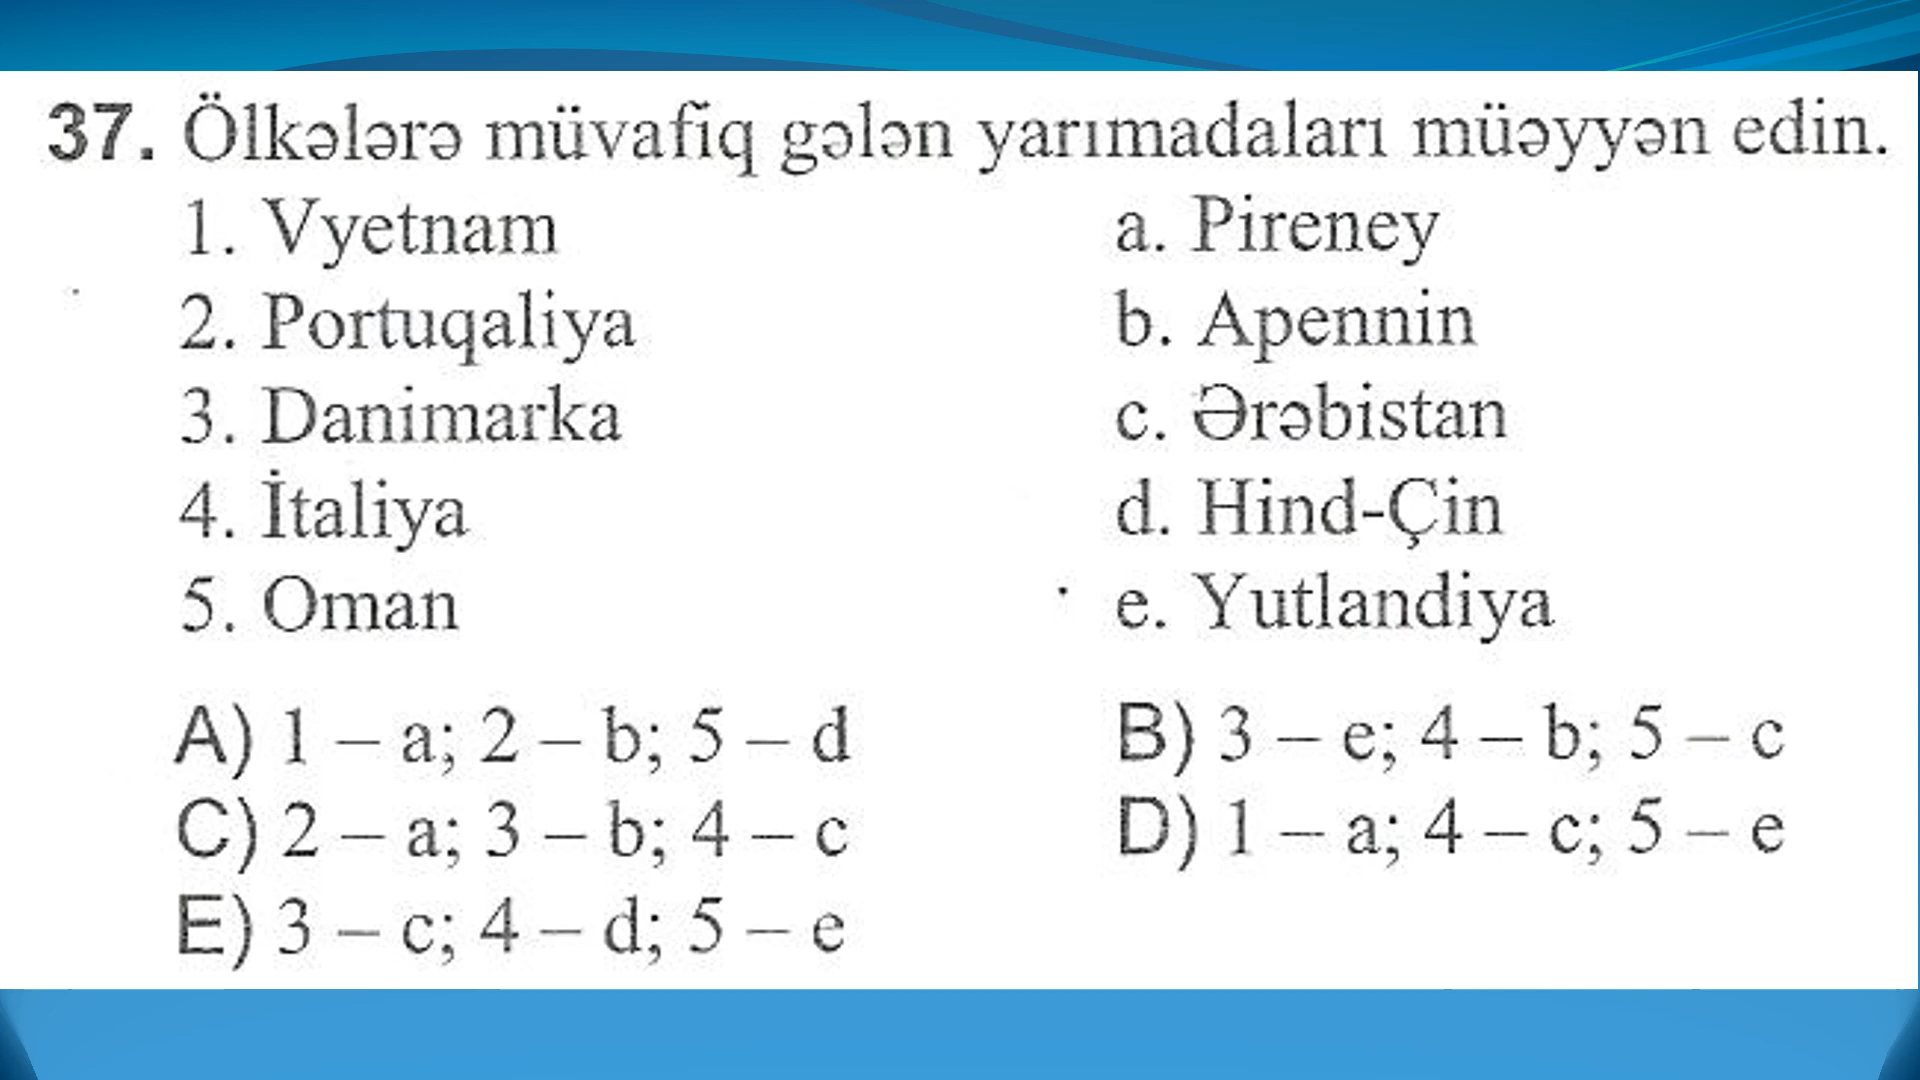 37. Ölkələrə müvafiq gələn yarımadaları müəyyən edin.
1. Vyetnam a. Pireney
2. Portuqaliya b. Apennin
3. Danimarka c. Ərəbistan
4. İtaliya d. Hind-Çin
5. Oman e. Yutlandiya
A) 1 – a; 2 – b; 5 – d B) 3 – e; 4 – b; 5 – c
C) 2 – a; 3 – b; 4 – c D) 1 – a; 4 – c; 5 – e
E) 3 – c; 4 – d; 5 – e